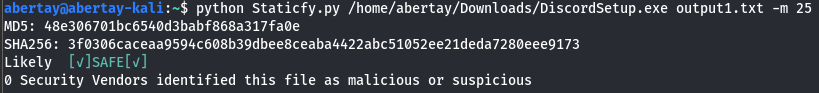 abertay@abertay-kali:~$ python Staticfy.py /home/abertay/Downloads/DiscordSetup.exe output1.txt -m 25
MD5: 48e306701bc6540d3babf868a317fa0e
SHA256: 3f0306caceaa9594c608b39dbee8ceaba4422abc51052ee21deda7280eee9173
Likely  [√]SAFE[√]
0 Security Vendors identified this file as malicious or suspicious